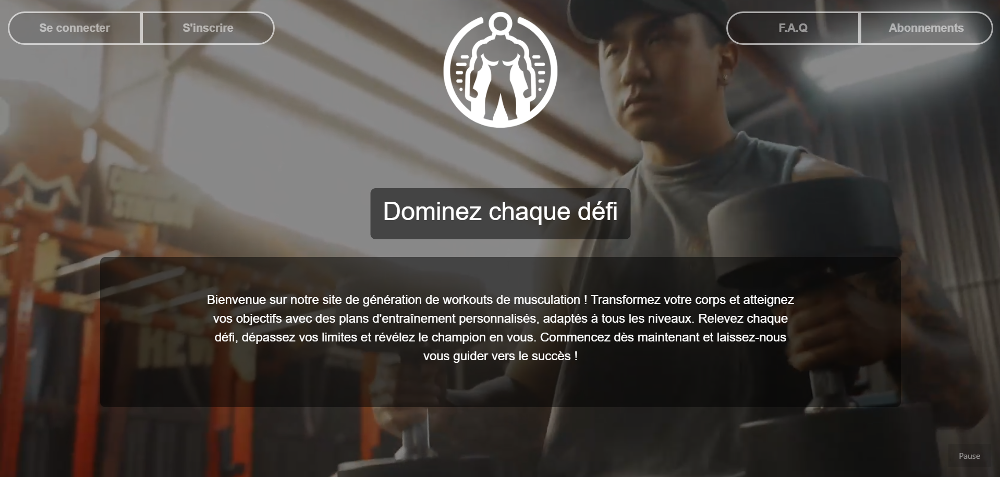 Se connecter
S'inscrire
F.A.Q
Abonnements
Dominez chaque défi
Bienvenue sur notre site de génération de workouts de musculation ! Transformez votre corps et atteignez
vos objectifs avec des plans d'entraînement personnalisés, adaptés à tous les niveaux. Relevez chaque
défi, dépassez vos limites et révélez le champion en vous. Commencez dès maintenant et laissez-nous
vous guider vers le succès !
Pause